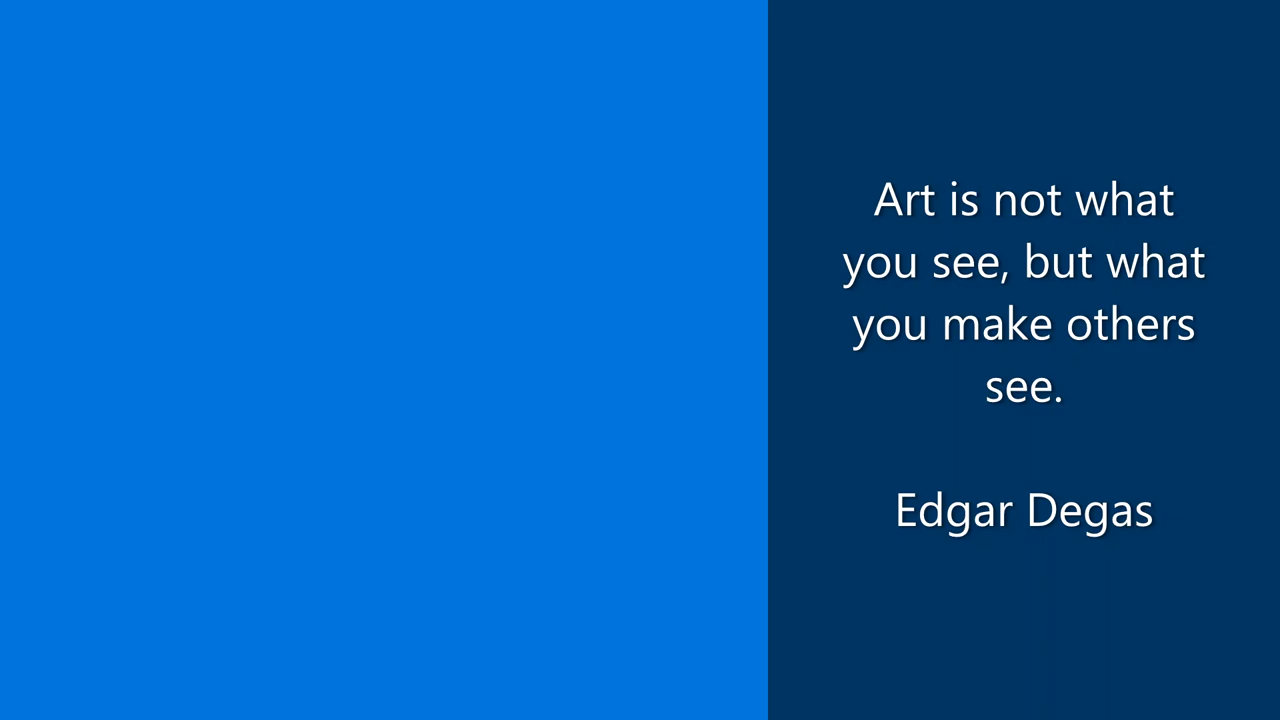 Art is not what
you see, but what
you make others
see.
Edgar Degas